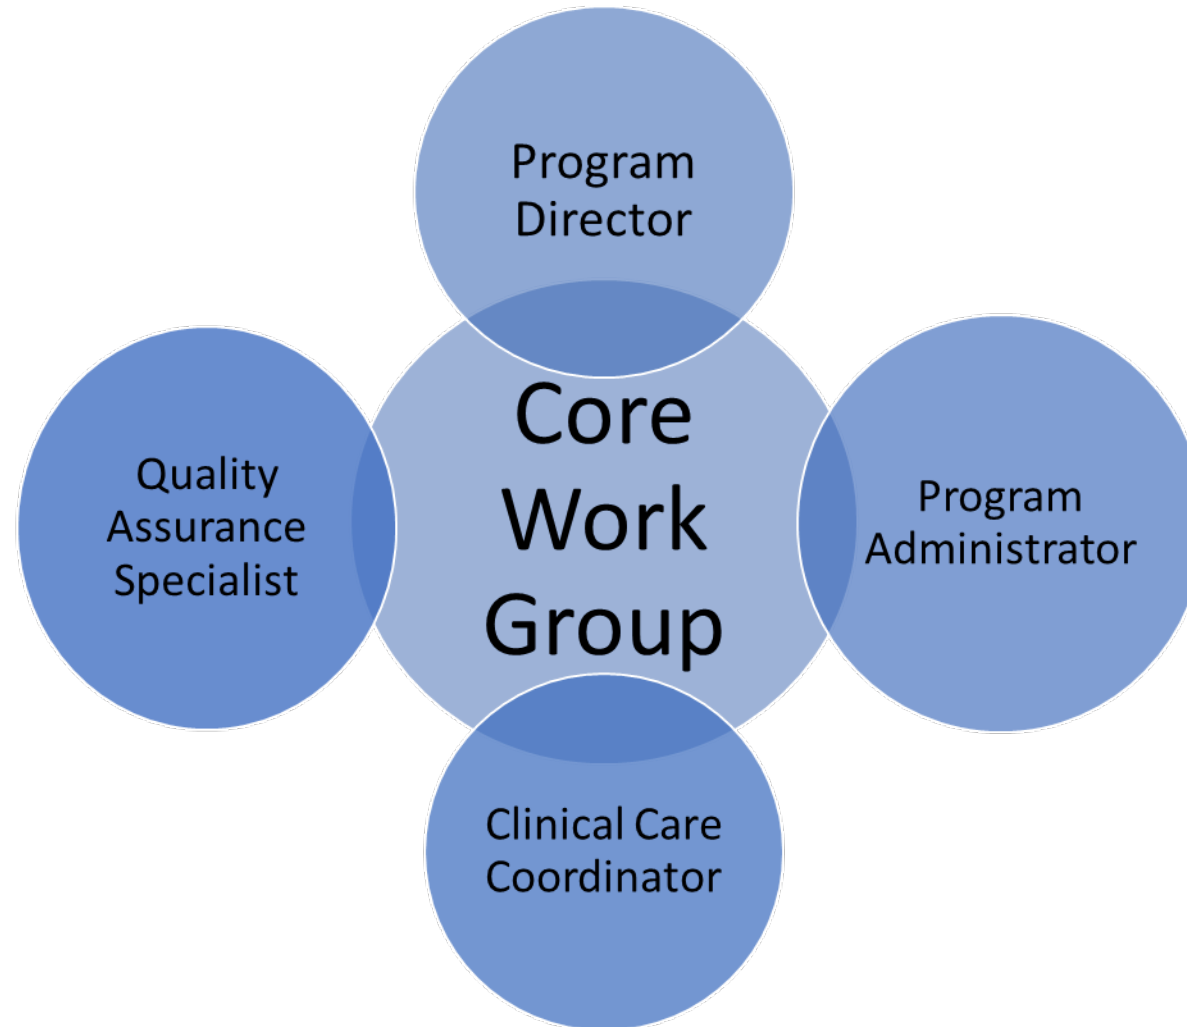 Program
Director
Core
Work
Group
Quality
Assurance
Specialist
Program
Administrator
Clinical Care
Coordinator